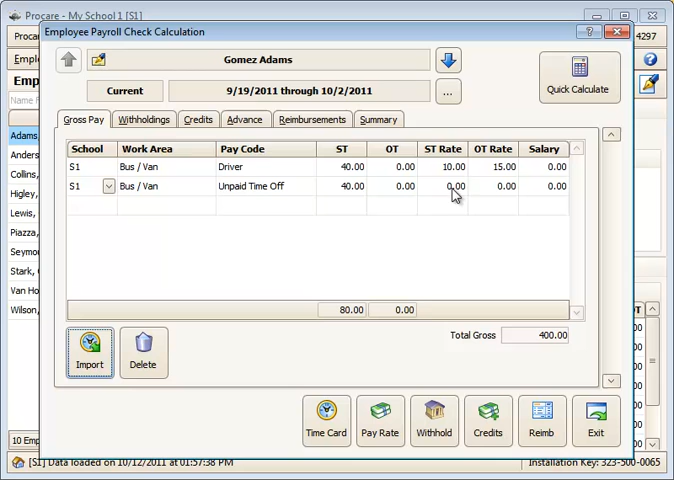 Procare - My School 1 [S1]
Employee Payroll Check Calculation
?
Procare
4297
Emplo
Gomez Adams
Current
9/19/2011 through 10/2/2011
...
Quick Calculate
Emp
Name F
Gross Pay
Withholdings
Credits
Advance
Reimbursements
Summary
School Work Area Pay Code ST OT ST Rate OT Rate Salary
S1 Bus / Van Driver 40.00 0.00 10.00 15.00 0.00
S1 Bus / Van Unpaid Time Off 40.00 0.00 0.00 0.00 0.00
80.00 0.00
Total Gross 400.00
Import
Delete
Adams,
Anders
Collins,
Higley,
Lewis,
Piazza,
Seymo
Stark,
Van Ho
Wilson,
OT
Time Card
Pay Rate
Withhold
Credits
Reimb
Exit
10 Emp
[S1] Data loaded on 10/12/2011 at 01:57:38 PM
Installation Key: 323-500-0065